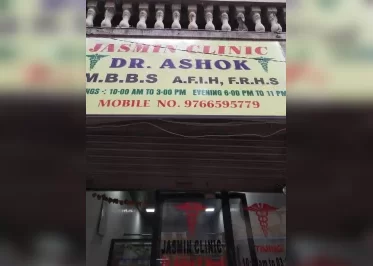 JASMIN CLINIC
DR. ASHOK
M.B.B.S A.F.I.H, F.R.H.S
NGS -: 10-00 AM TO 3-00 PM EVENING 6-00 PM TO 11 PM
MOBILE NO. 9766595779
JASMIN CLINIC